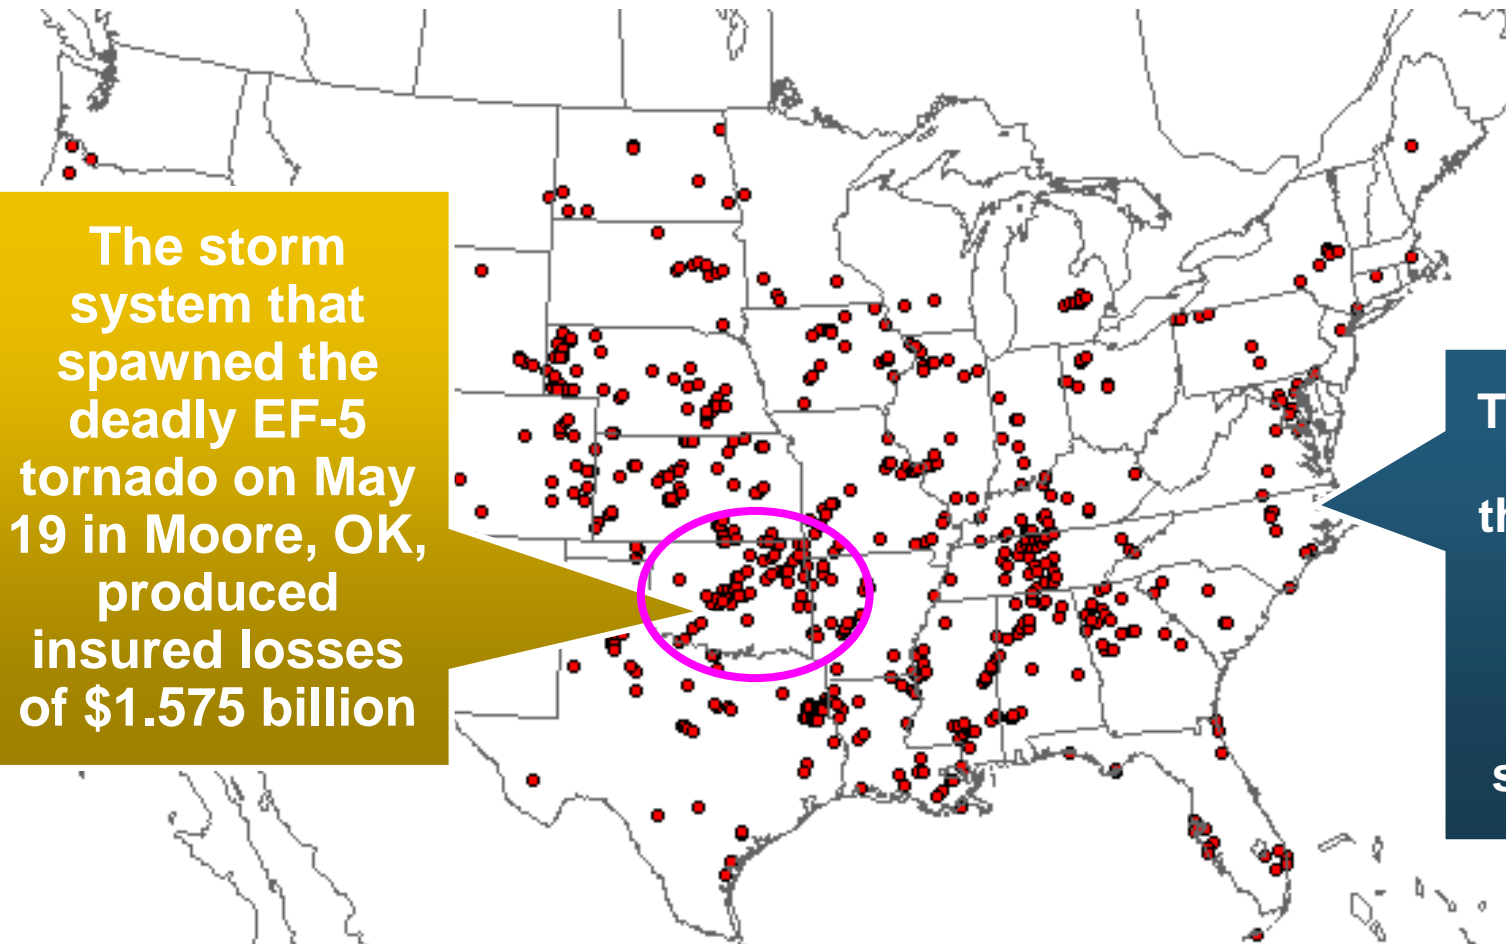 The storm
system that
spawned the
deadly EF-5
tornado on May
19 in Moore, OK,
produced
insured losses
of $1.575 billion